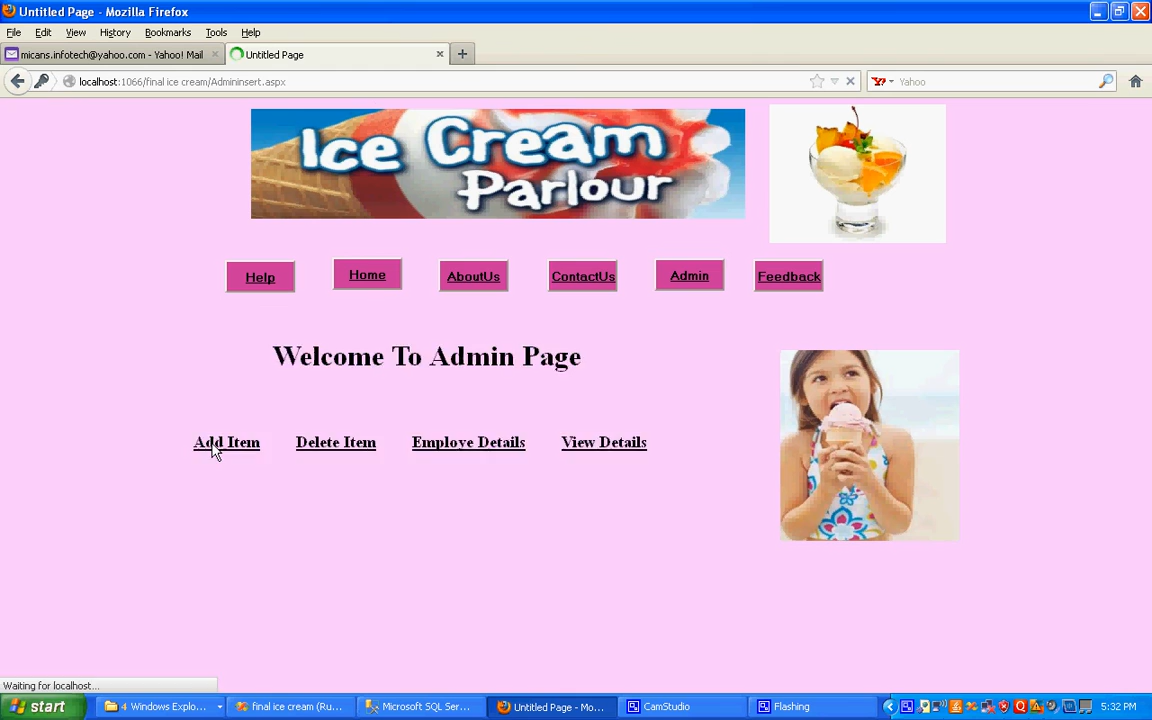 Untitled Page - Mozilla Firefox
File Edit View History Bookmarks Tools Help
micans.infotech@yahoo.com - Yahoo! Mail
Untitled Page
localhost:1066/final ice cream/Admininsert.aspx
Yahoo
Ice Cream
Parlour
Help
Home
AboutUs
ContactUs
Admin
Feedback
Welcome To Admin Page
Add Item
Delete Item
Employe Details
View Details
Waiting for localhost...
start
4 Windows Explo...
final ice cream (Ru...
Microsoft SQL Ser...
Untitled Page - Mo...
CamStudio
Flashing
5:32 PM